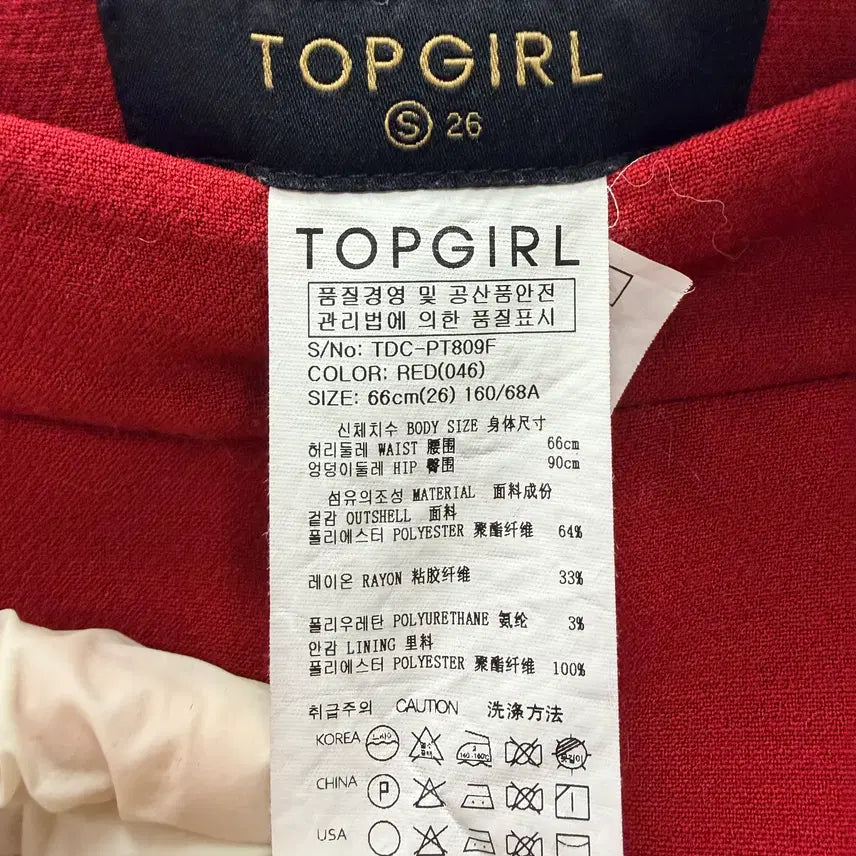 TOPGIRL
S 26
TOPGIRL
품질경영 및 공산품안전
관리법에 의한 품질표시
S/No: TDC-PT809F
COLOR: RED(046)
SIZE: 66cm(26) 160/68A
신체치수 BODY SIZE 身体尺寸
허리둘레 WAIST 腰围 66cm
엉덩이둘레 HIP 臀围 90cm
섬유의조성 MATERIAL 面料成份
겉감 OUTSHELL 面料
폴리에스터 POLYESTER 聚酯纤维 64%
레이온 RAYON 粘胶纤维 33%
폴리우레탄 POLYURETHANE 氨纶 3%
안감 LINING 里料
폴리에스터 POLYESTER 聚酯纤维 100%
취급주의 CAUTION 洗涤方法
KOREA 드라이
CHINA P
USA